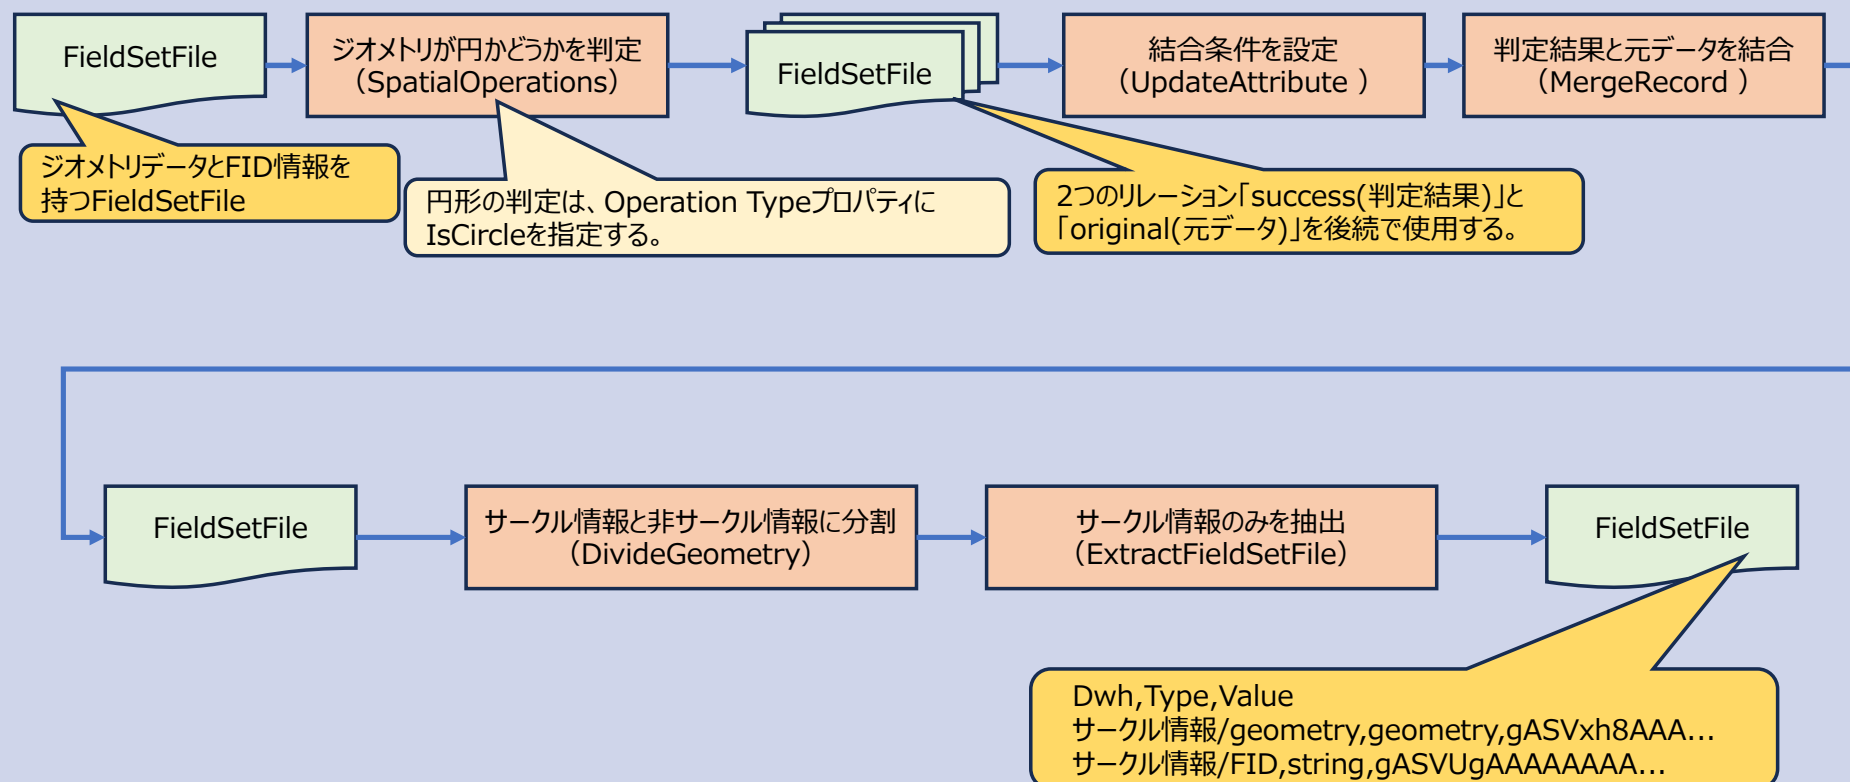 FieldSetFile
ジオメトリが円かどうかを判定
（SpatialOperations）
FieldSetFile
結合条件を設定
（UpdateAttribute ）
判定結果と元データを結合
（MergeRecord ）
ジオメトリデータとFID情報を
持つFieldSetFile
円形の判定は、Operation Typeプロパティに
IsCircleを指定する。
2つのリレーション「success(判定結果)」と
「original(元データ)」を後続で使用する。
FieldSetFile
サークル情報と非サークル情報に分割
（DivideGeometry）
サークル情報のみを抽出
（ExtractFieldSetFile）
FieldSetFile
Dwh,Type,Value
サークル情報/geometry,geometry,gASVxh8AAA...
サークル情報/FID,string,gASVUgAAAAAAAA...